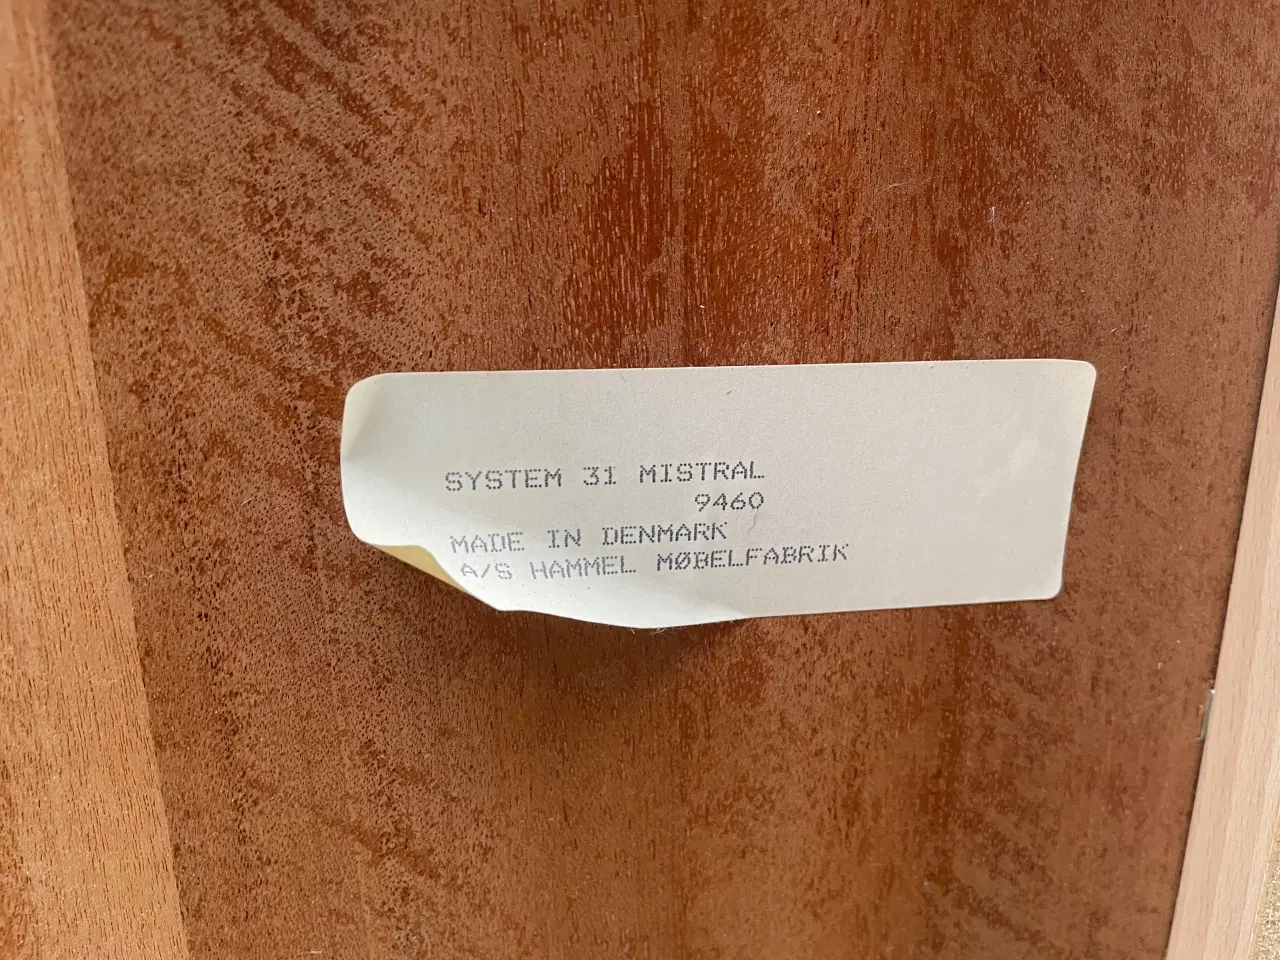 SYSTEM 31 MISTRAL
9460
MADE IN DENMARK
A/S HAMMEL MØBELFABRIK